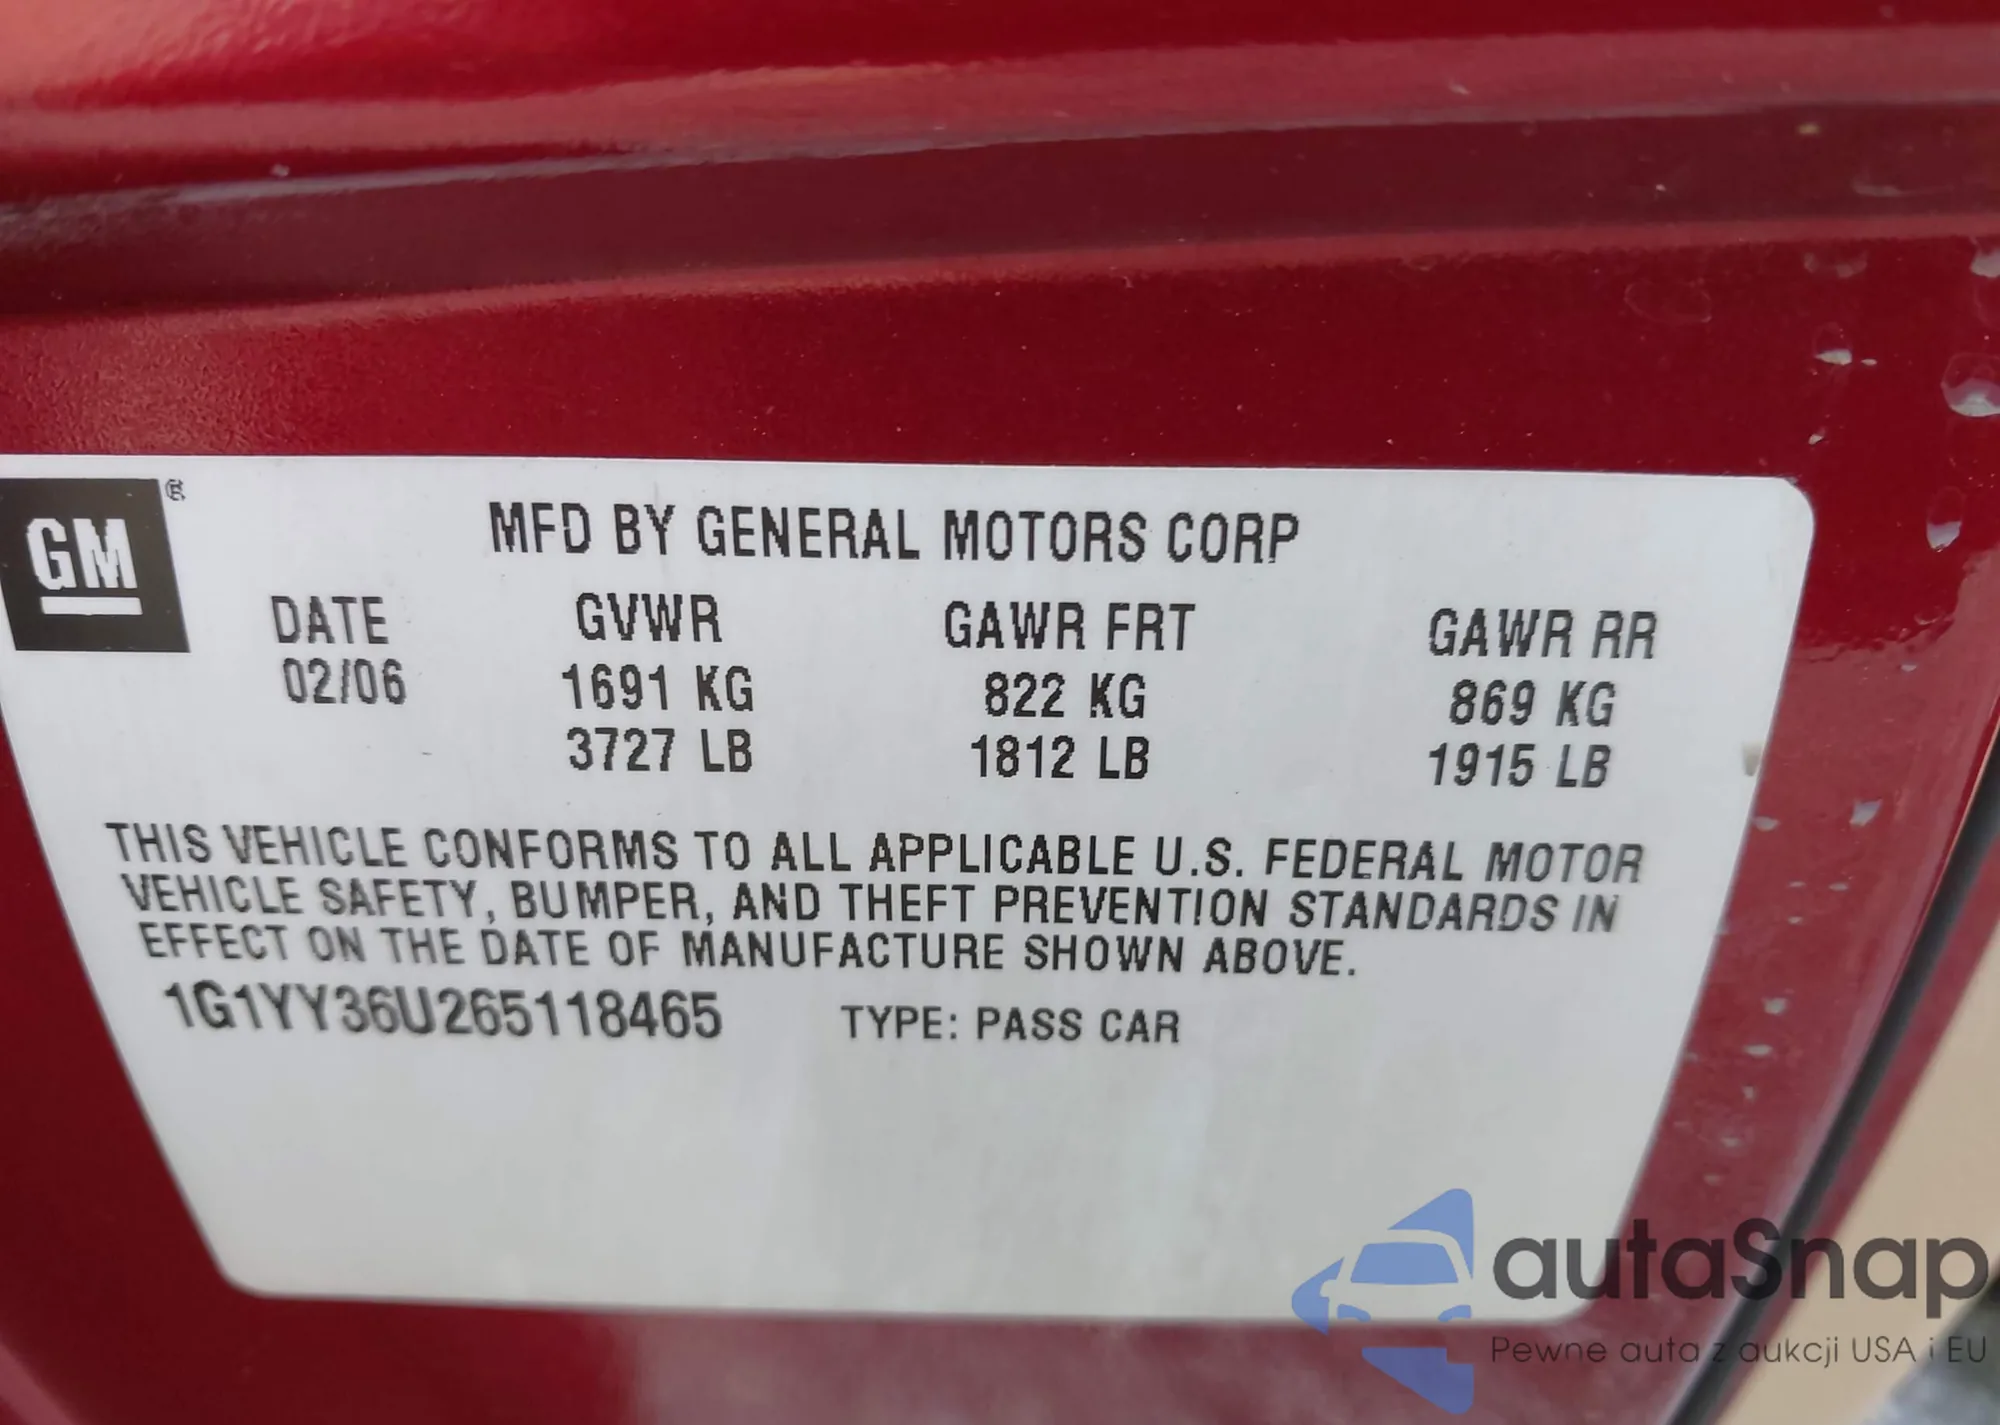 GM®
MFD BY GENERAL MOTORS CORP
DATE GVWR GAWR FRT GAWR RR
02/06 1691 KG 822 KG 869 KG
3727 LB 1812 LB 1915 LB
THIS VEHICLE CONFORMS TO ALL APPLICABLE U.S. FEDERAL MOTOR
VEHICLE SAFETY, BUMPER, AND THEFT PREVENTION STANDARDS IN
EFFECT ON THE DATE OF MANUFACTURE SHOWN ABOVE.
1G1YY36U265118465 TYPE: PASS CAR
autaSnap
Pewne auta z aukcji USA i EU